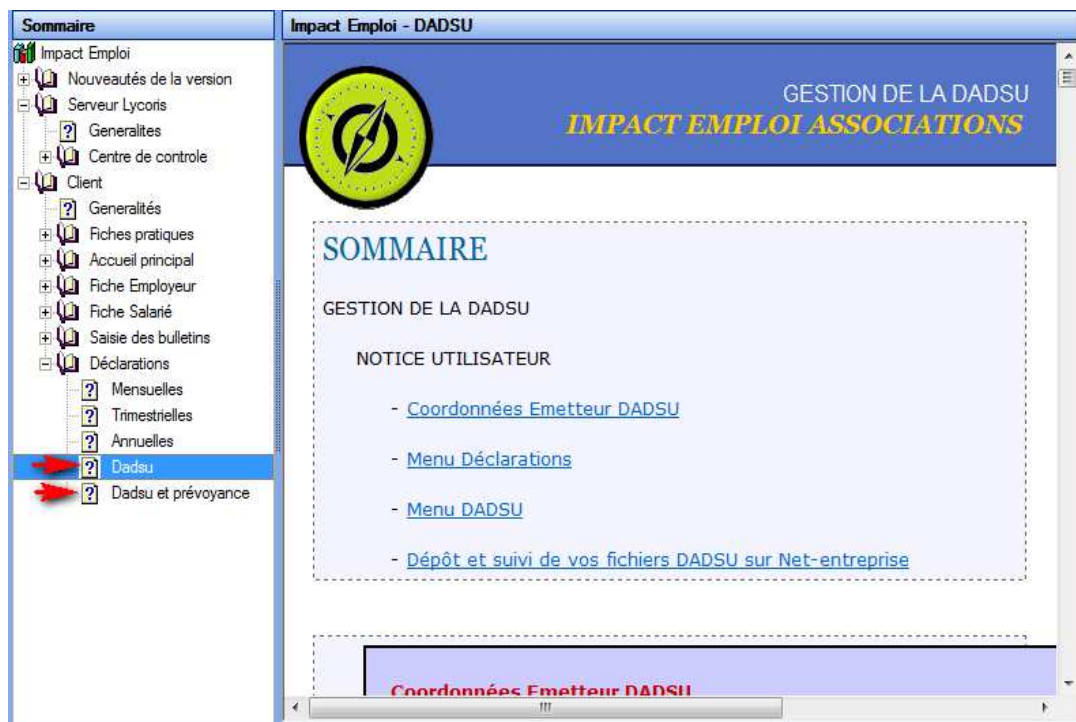 Sommaire
Impact Emploi
Nouveautés de la version
Serveur Lycoris
Generalites
Centre de controle
Client
Generalités
Fiches pratiques
Accueil principal
Fiche Employeur
Fiche Salarié
Saisie des bulletins
Déclarations
Mensuelles
Trimestrielles
Annuelles
Dadsu
Dadsu et prévoyance
Impact Emploi - DADSU
GESTION DE LA DADSU
IMPACT EMPLOI ASSOCIATIONS
SOMMAIRE
GESTION DE LA DADSU
NOTICE UTILISATEUR
- Coordonnées Emetteur DADSU
- Menu Déclarations
- Menu DADSU
- Dépôt et suivi de vos fichiers DADSU sur Net-entreprise
Coordonnées Emetteur DADSU